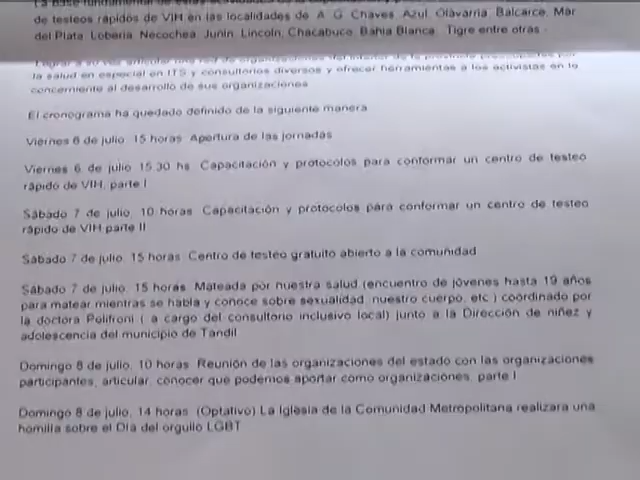 de testeos rápidos de VIH en las localidades de A. G. Chaves, Azul, Olavarría, Balcarce, Mar
del Plata, Loberia, Necochea, Junin, Lincoln, Chacabuco, Bahia Blanca, Tigre entre otras.
la salud en especial en ITS y consultorios diversos y ofrecer herramientas a los activistas en lo
concerniente al desarrollo de sus organizaciones
El cronograma ha quedado definido de la siguiente manera
Viernes 6 de julio, 15 horas Apertura de las jornadas
Viernes 6 de julio 15.30 hs Capacitación y protocolos para conformar un centro de testeo
rápido de VIH, parte I
Sábado 7 de julio, 10 horas Capacitación y protocolos para conformar un centro de testeo
rápido de VIH parte II
Sábado 7 de julio, 15 horas Centro de testeo gratuito abierto a la comunidad
Sábado 7 de julio, 15 horas Mateada por nuestra salud (encuentro de jóvenes hasta 19 años
para matear mientras se habla y conoce sobre sexualidad, nuestro cuerpo, etc.) coordinado por
la doctora Polifroni ( a cargo del consultorio inclusivo local) junto a la Dirección de niñez y
adolescencia del municipio de Tandil
Domingo 8 de julio, 10 horas Reunión de las organizaciones del estado con las organizaciones
participantes, articular, conocer que podemos aportar como organizaciones, parte I
Domingo 8 de julio, 14 horas (Optativo) La Iglesia de la Comunidad Metropolitana realizara una
homilia sobre el Día del orgullo LGBT